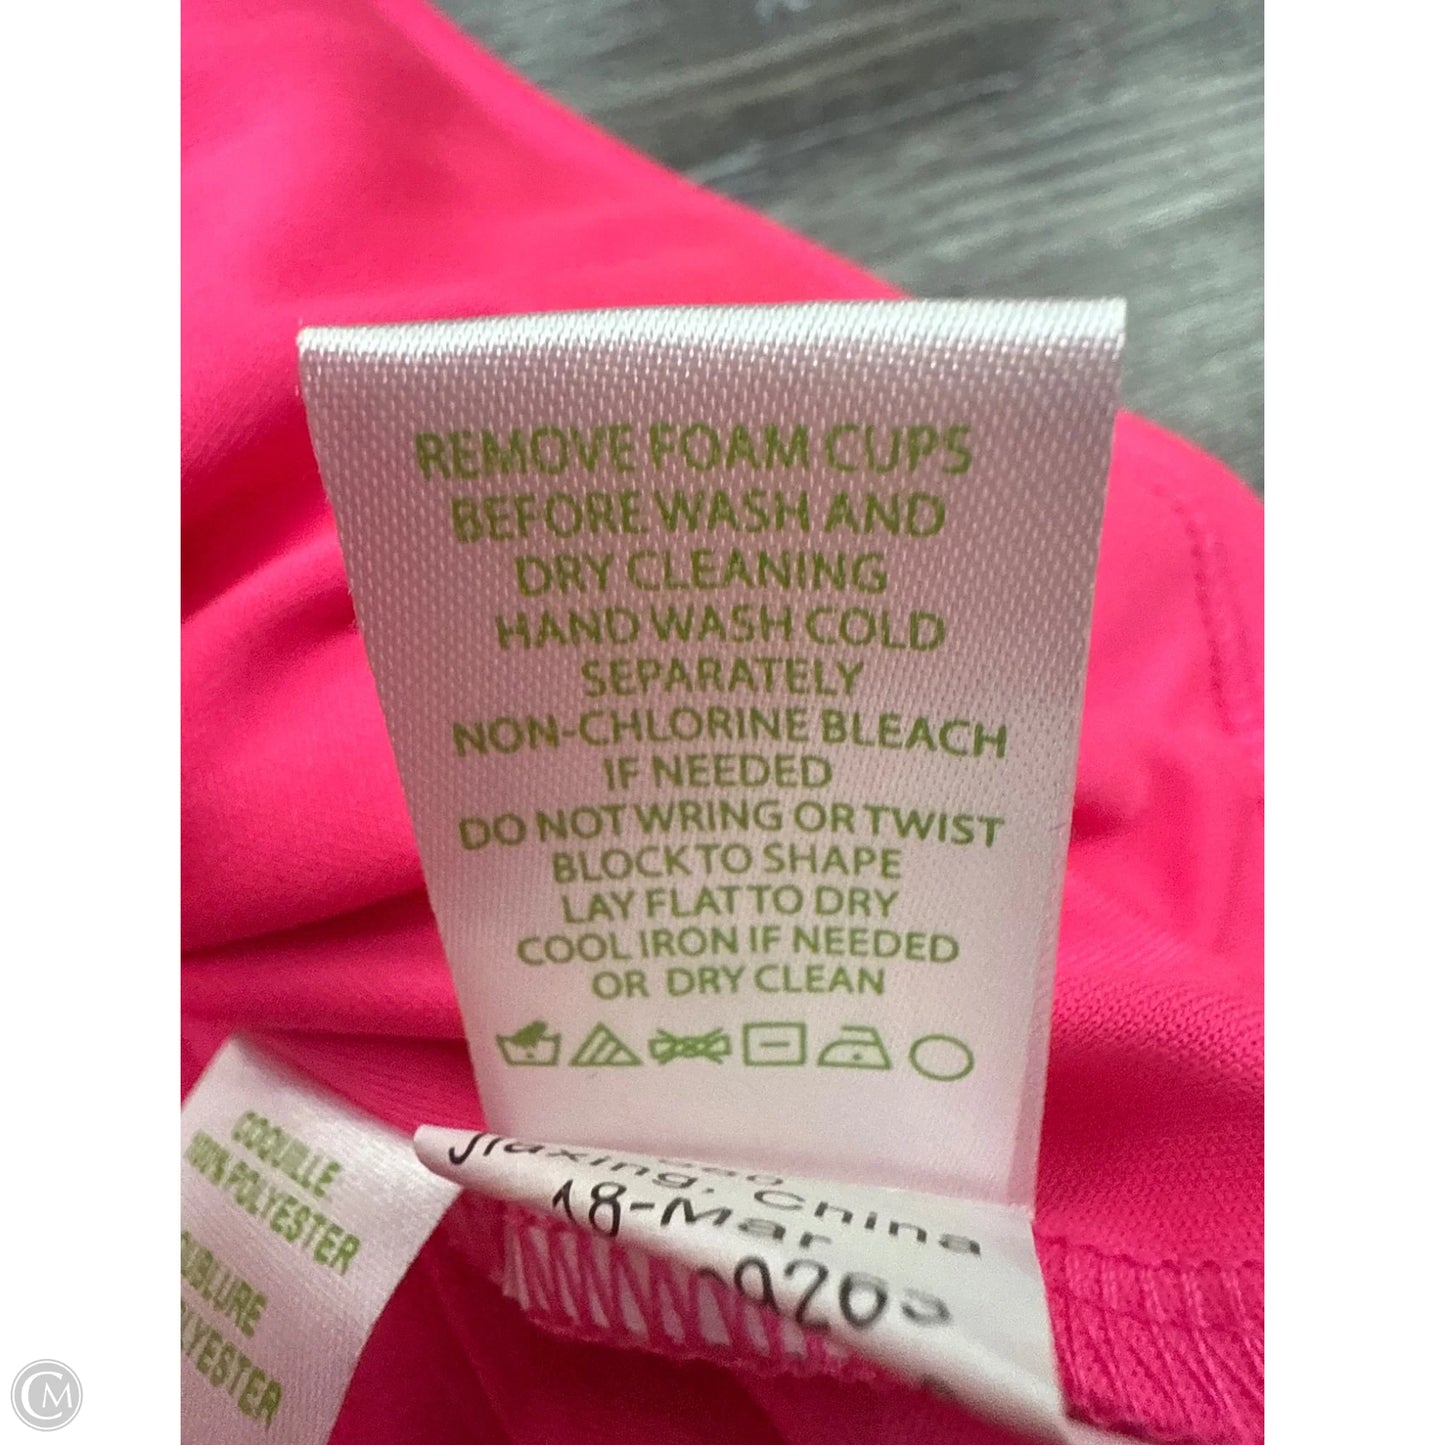 REMOVE FOAM CUPS
BEFORE WASH AND
DRY CLEANING
HAND WASH COLD
SEPARATELY
NON-CHLORINE BLEACH
IF NEEDED
DO NOT WRING OR TWIST
BLOCK TO SHAPE
LAY FLAT TO DRY
COOL IRON IF NEEDED
OR DRY CLEAN
COQUILLE
100% POLYESTER
Jiaxing, China
18-Mar
CM